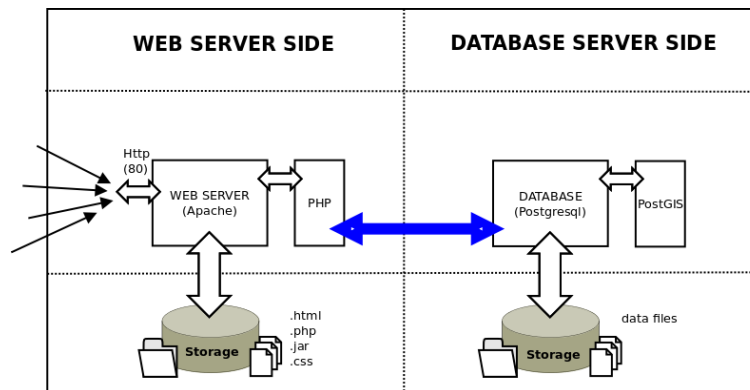 WEB SERVER SIDE
DATABASE SERVER SIDE
Http
(80)
WEB SERVER
(Apache)
PHP
DATABASE
(Postgresql)
PostGIS
Storage
.html
.php
.jar
.css
Storage
data files